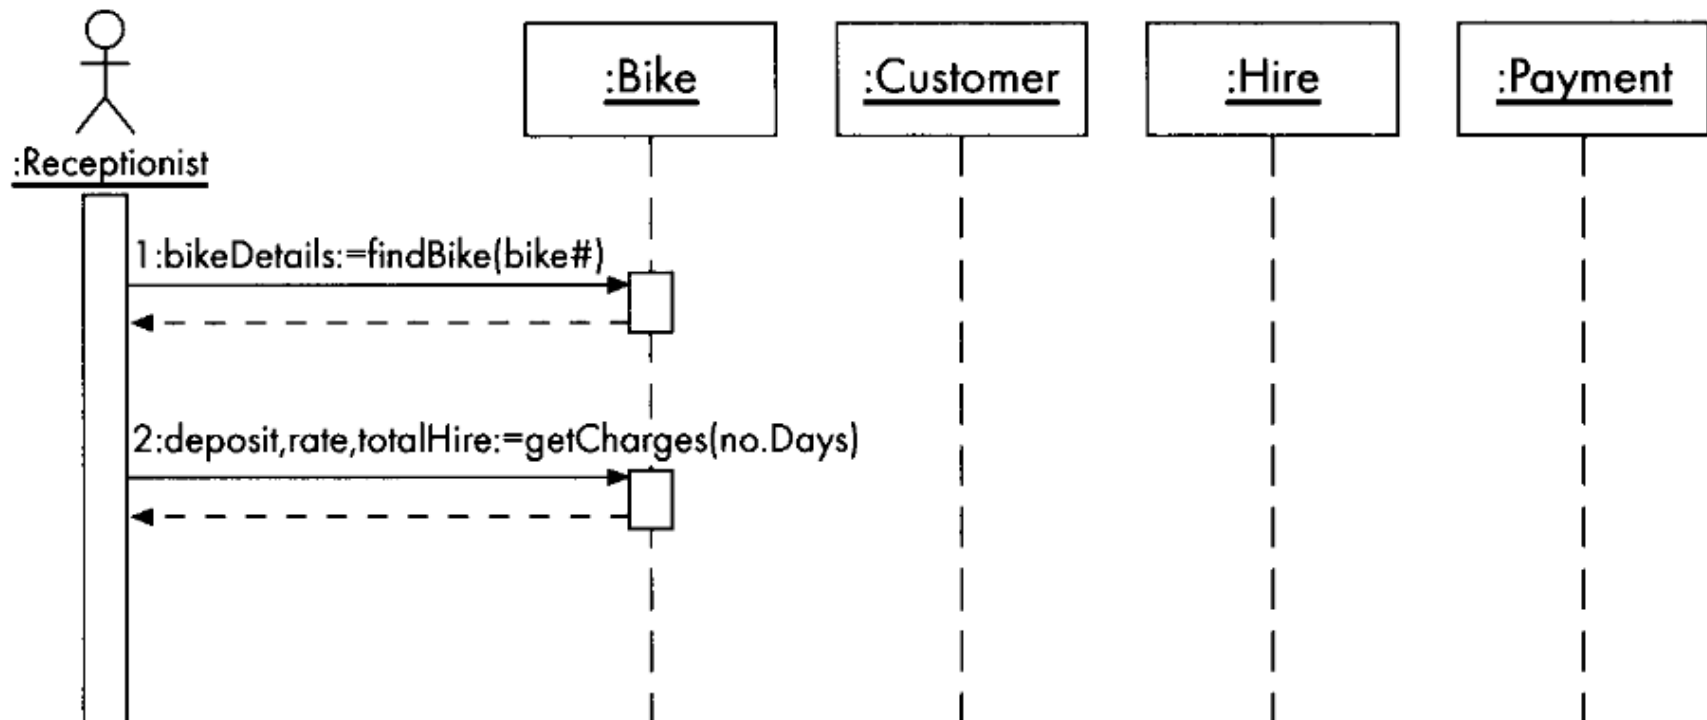 :Bike
:Customer
:Hire
:Payment
:Receptionist
1:bikeDetails:=findBike(bike#)
2:deposit,rate,totalHire:=getCharges(no.Days)